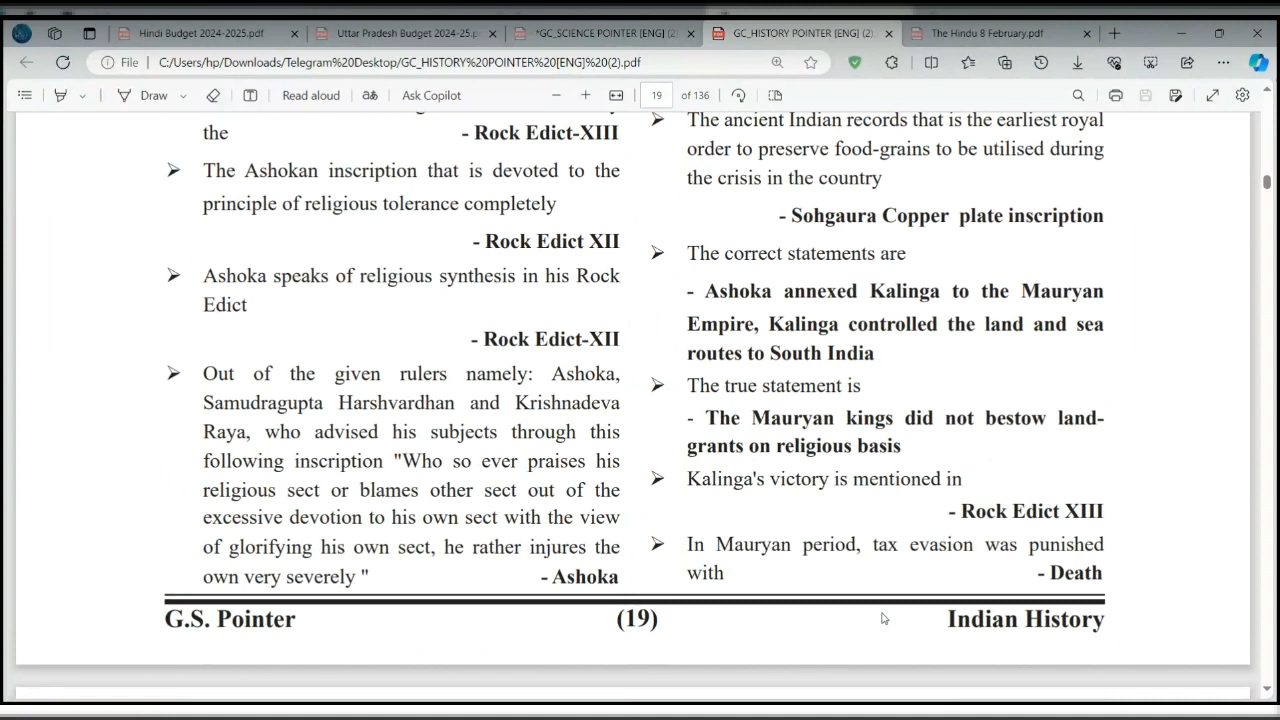 Hindi Budget 2024-2025.pdf
Uttar Pradesh Budget 2024-25.p
*GC_SCIENCE POINTER [ENG] (2)
GC_HISTORY POINTER [ENG] (2)
The Hindu 8 February.pdf
File
C:/Users/hp/Downloads/Telegram%20Desktop/GC_HISTORY%20POINTER%20[ENG]%20(2).pdf
Draw
Read aloud
Ask Copilot
19 of 136
the - Rock Edict-XIII
The Ashokan inscription that is devoted to the
principle of religious tolerance completely
- Rock Edict XII
Ashoka speaks of religious synthesis in his Rock
Edict
- Rock Edict-XII
Out of the given rulers namely: Ashoka,
Samudragupta Harshvardhan and Krishnadeva
Raya, who advised his subjects through this
following inscription "Who so ever praises his
religious sect or blames other sect out of the
excessive devotion to his own sect with the view
of glorifying his own sect, he rather injures the
own very severely " - Ashoka
The ancient Indian records that is the earliest royal
order to preserve food-grains to be utilised during
the crisis in the country
- Sohgaura Copper plate inscription
The correct statements are
- Ashoka annexed Kalinga to the Mauryan
Empire, Kalinga controlled the land and sea
routes to South India
The true statement is
- The Mauryan kings did not bestow land-
grants on religious basis
Kalinga's victory is mentioned in
- Rock Edict XIII
In Mauryan period, tax evasion was punished
with - Death
G.S. Pointer (19) Indian History